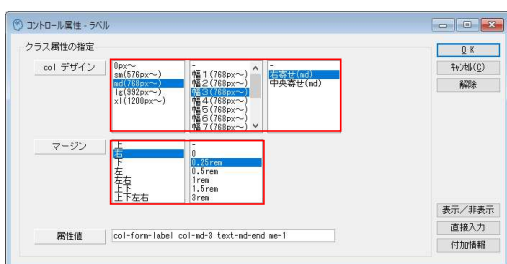 コントロール属性 - ラベル
クラス属性の指定
col デザイン
0px～
sm(576px～)
md(768px～)
lg(992px～)
xl(1200px～)
-
幅1(768px～)
幅2(768px～)
幅3(768px～)
幅4(768px～)
幅5(768px～)
幅6(768px～)
幅7(768px～)
-
右寄せ(md)
中央寄せ(md)
マージン
上
右
下
左
左右
上下
上下左右
-
0
0.25rem
0.5rem
1rem
1.5rem
3rem
属性値
col-form-label col-md-3 text-md-end me-1
OK
キャンセル(C)
解除
表示／非表示
直接入力
付加情報